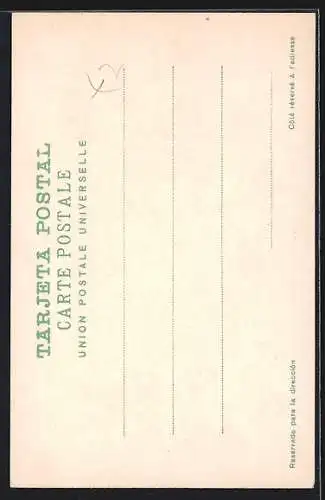 TARJETA POSTAL
CARTE POSTALE
UNION POSTALE UNIVERSELLE
Reservado para la dirección
Côté réservé à l'adresse